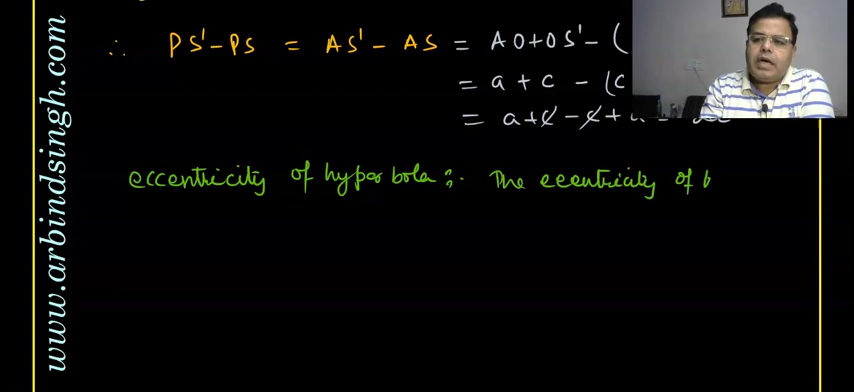 www.arbindsingh.com
∴ PS' - PS = AS' - AS = AO + OS' - (
= a + c - (c
= a + c - c +
eccentricity of hyperbola :- The eccentricity of